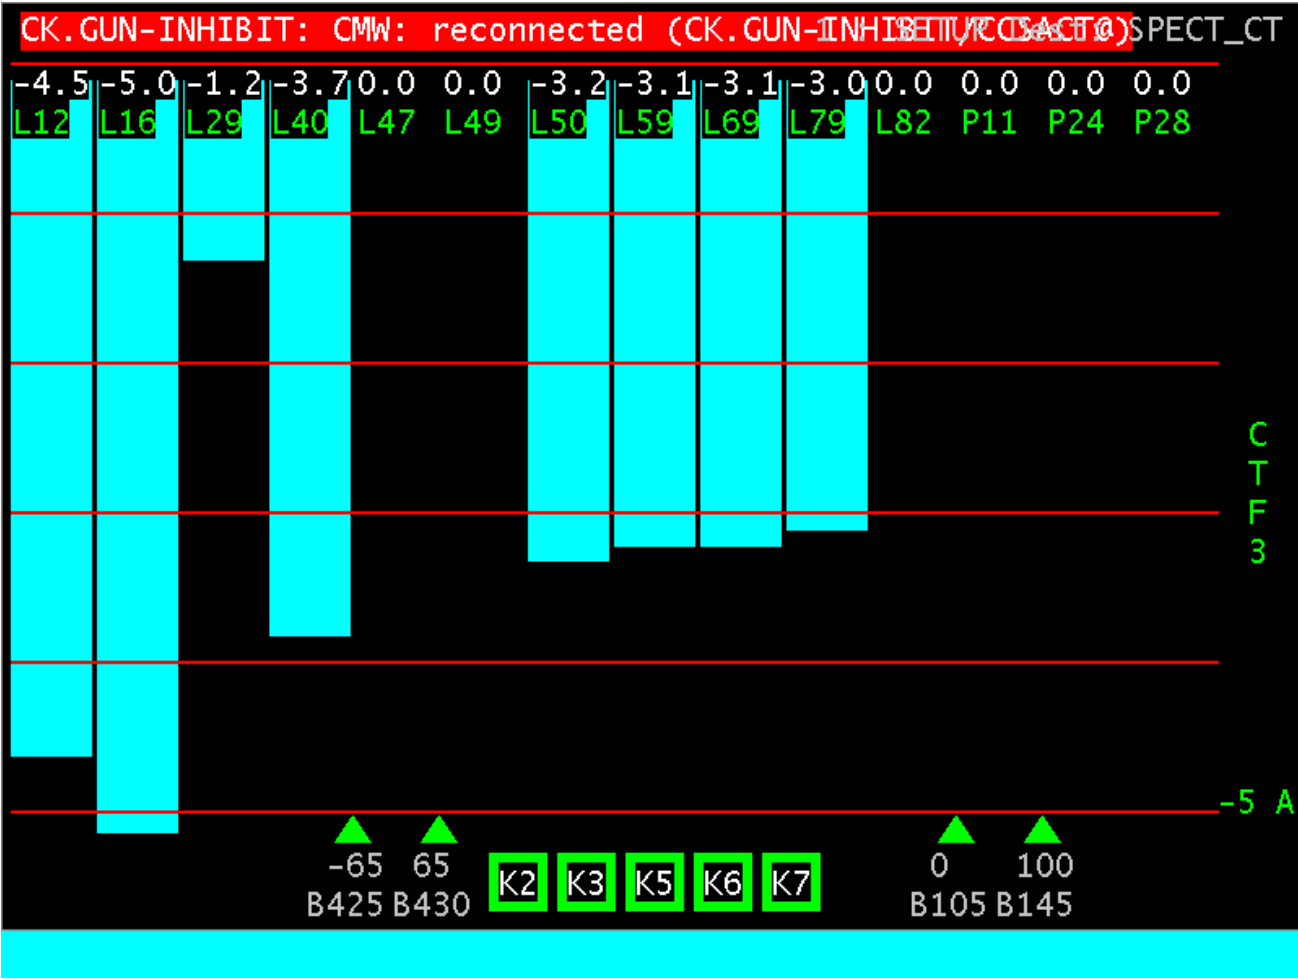 CK.GUN-INHIBIT: CMW: reconnected (CK.GUN-INHIBIT/CCSACT@) SPECT_CT
-4.5 -5.0 -1.2 -3.7 0.0 0.0 -3.2 -3.1 -3.1 -3.0 0.0 0.0 0.0 0.0
L12 L16 L29 L40 L47 L49 L50 L59 L69 L79 L82 P11 P24 P28
C
T
F
3
-5 A
-65 65 0 100
K2 K3 K5 K6 K7
B425 B430 B105 B145